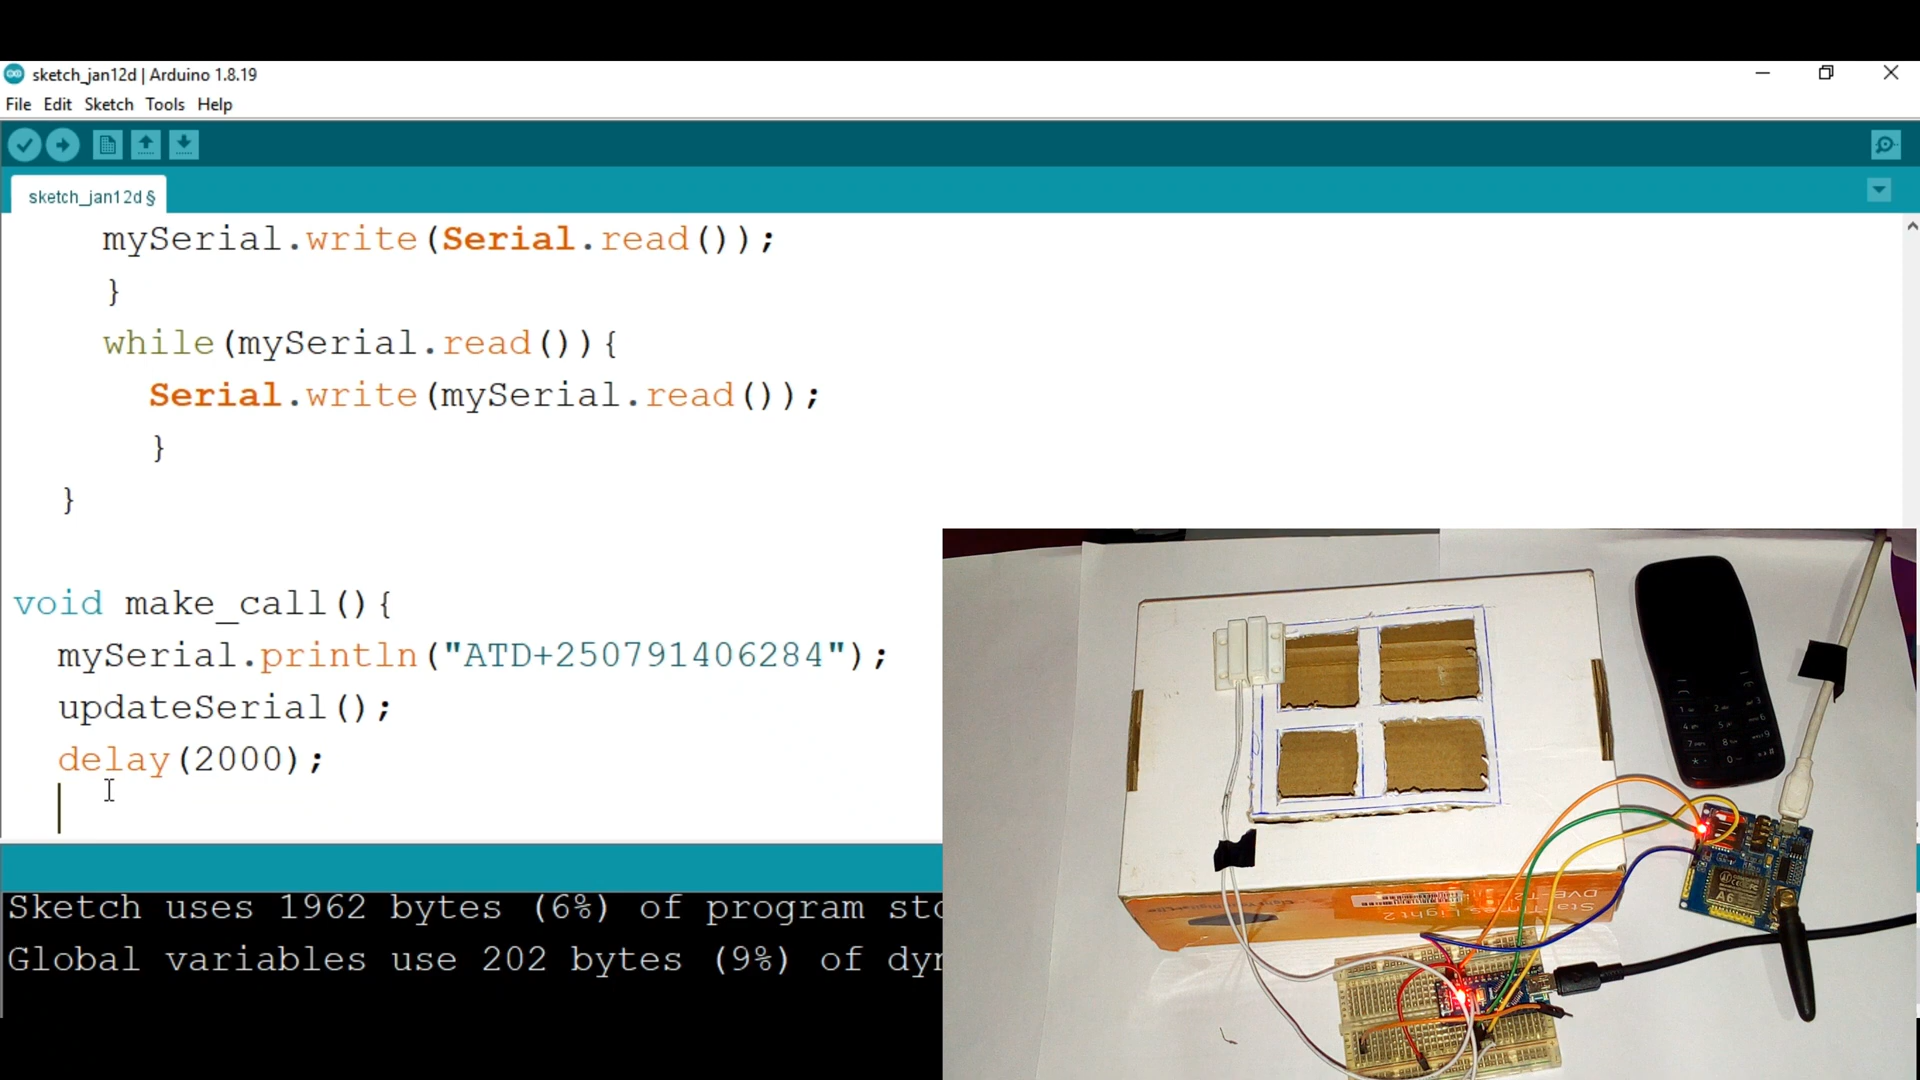 sketch_jan12d | Arduino 1.8.19
File Edit Sketch Tools Help
sketch_jan12d §
mySerial.write(Serial.read());
}
while(mySerial.read()){
Serial.write(mySerial.read());
}
}
void make_call(){
mySerial.println("ATD+250791406284");
updateSerial();
delay(2000);
Sketch uses 1962 bytes (6%) of program sto
Global variables use 202 bytes (9%) of dyn
A6